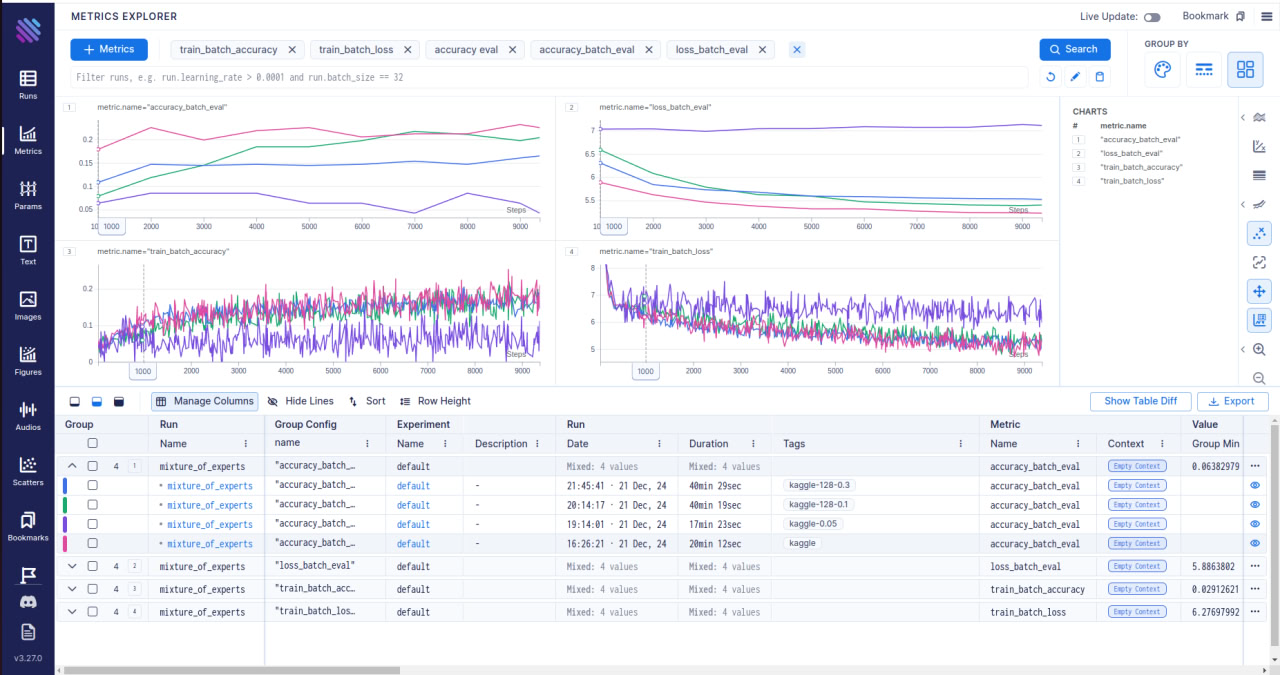 METRICS EXPLORER
Live Update:
Bookmark
+ Metrics
train_batch_accuracy ×
train_batch_loss ×
accuracy eval ×
accuracy_batch_eval ×
loss_batch_eval ×
×
Search
GROUP BY
Filter runs, e.g. run.learning_rate > 0.0001 and run.batch_size == 32
Runs
Metrics
Params
Text
Images
Figures
Audios
Scatters
Bookmarks
v3.27.0
1 metric.name="accuracy_batch_eval"
0.2
0.15
0.1
0.05
Steps
10 1000 2000 3000 4000 5000 6000 7000 8000 9000
2 metric.name="loss_batch_eval"
7
6.5
6
5.5
Steps
1000 2000 3000 4000 5000 6000 7000 8000 9000
3 metric.name="train_batch_accuracy"
0.2
0.1
0
Steps
1000 2000 3000 4000 5000 6000 7000 8000 9000
4 metric.name="train_batch_loss"
8
7
6
5
Steps
1000 2000 3000 4000 5000 6000 7000 8000 9000
CHARTS
# metric.name
1 "accuracy_batch_eval"
2 "loss_batch_eval"
3 "train_batch_accuracy"
4 "train_batch_loss"
Manage Columns Hide Lines Sort Row Height
Show Table Diff Export
Group Run Group Config Experiment Run Metric Value
Name name Name Description Date Duration Tags Name Context Group Min
4 1 mixture_of_experts "accuracy_batch_… default Mixed: 4 values Mixed: 4 values accuracy_batch_eval Empty Context 0.06382979
mixture_of_experts "accuracy_batch_… default - 21:45:41 · 21 Dec, 24 40min 29sec kaggle-128-0.3 accuracy_batch_eval Empty Context
mixture_of_experts "accuracy_batch_… default - 20:14:17 · 21 Dec, 24 40min 19sec kaggle-128-0.1 accuracy_batch_eval Empty Context
mixture_of_experts "accuracy_batch_… default - 19:14:01 · 21 Dec, 24 17min 23sec kaggle-0.05 accuracy_batch_eval Empty Context
mixture_of_experts "accuracy_batch_… default - 16:26:21 · 21 Dec, 24 20min 12sec kaggle accuracy_batch_eval Empty Context
4 2 mixture_of_experts "loss_batch_eval" default Mixed: 4 values Mixed: 4 values loss_batch_eval Empty Context 5.8863802
4 3 mixture_of_experts "train_batch_acc… default Mixed: 4 values Mixed: 4 values train_batch_accuracy Empty Context 0.02912621
4 4 mixture_of_experts "train_batch_los… default Mixed: 4 values Mixed: 4 values train_batch_loss Empty Context 6.27697992